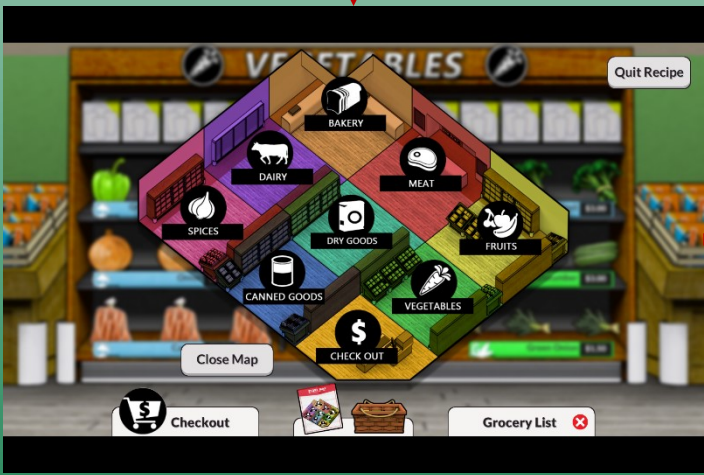 VEGETABLES
Quit Recipe
BAKERY
DAIRY
MEAT
SPICES
DRY GOODS
FRUITS
CANNED GOODS
VEGETABLES
CHECK OUT
Close Map
Checkout
Grocery List